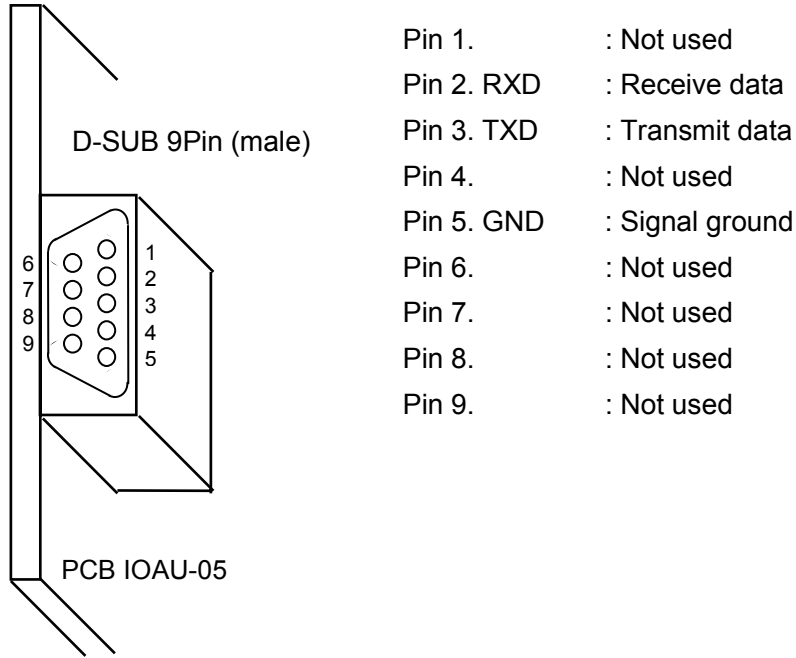 D-SUB 9Pin (male)
6
7
8
9
1
2
3
4
5
PCB IOAU-05
Pin 1. : Not used
Pin 2. RXD : Receive data
Pin 3. TXD : Transmit data
Pin 4. : Not used
Pin 5. GND : Signal ground
Pin 6. : Not used
Pin 7. : Not used
Pin 8. : Not used
Pin 9. : Not used